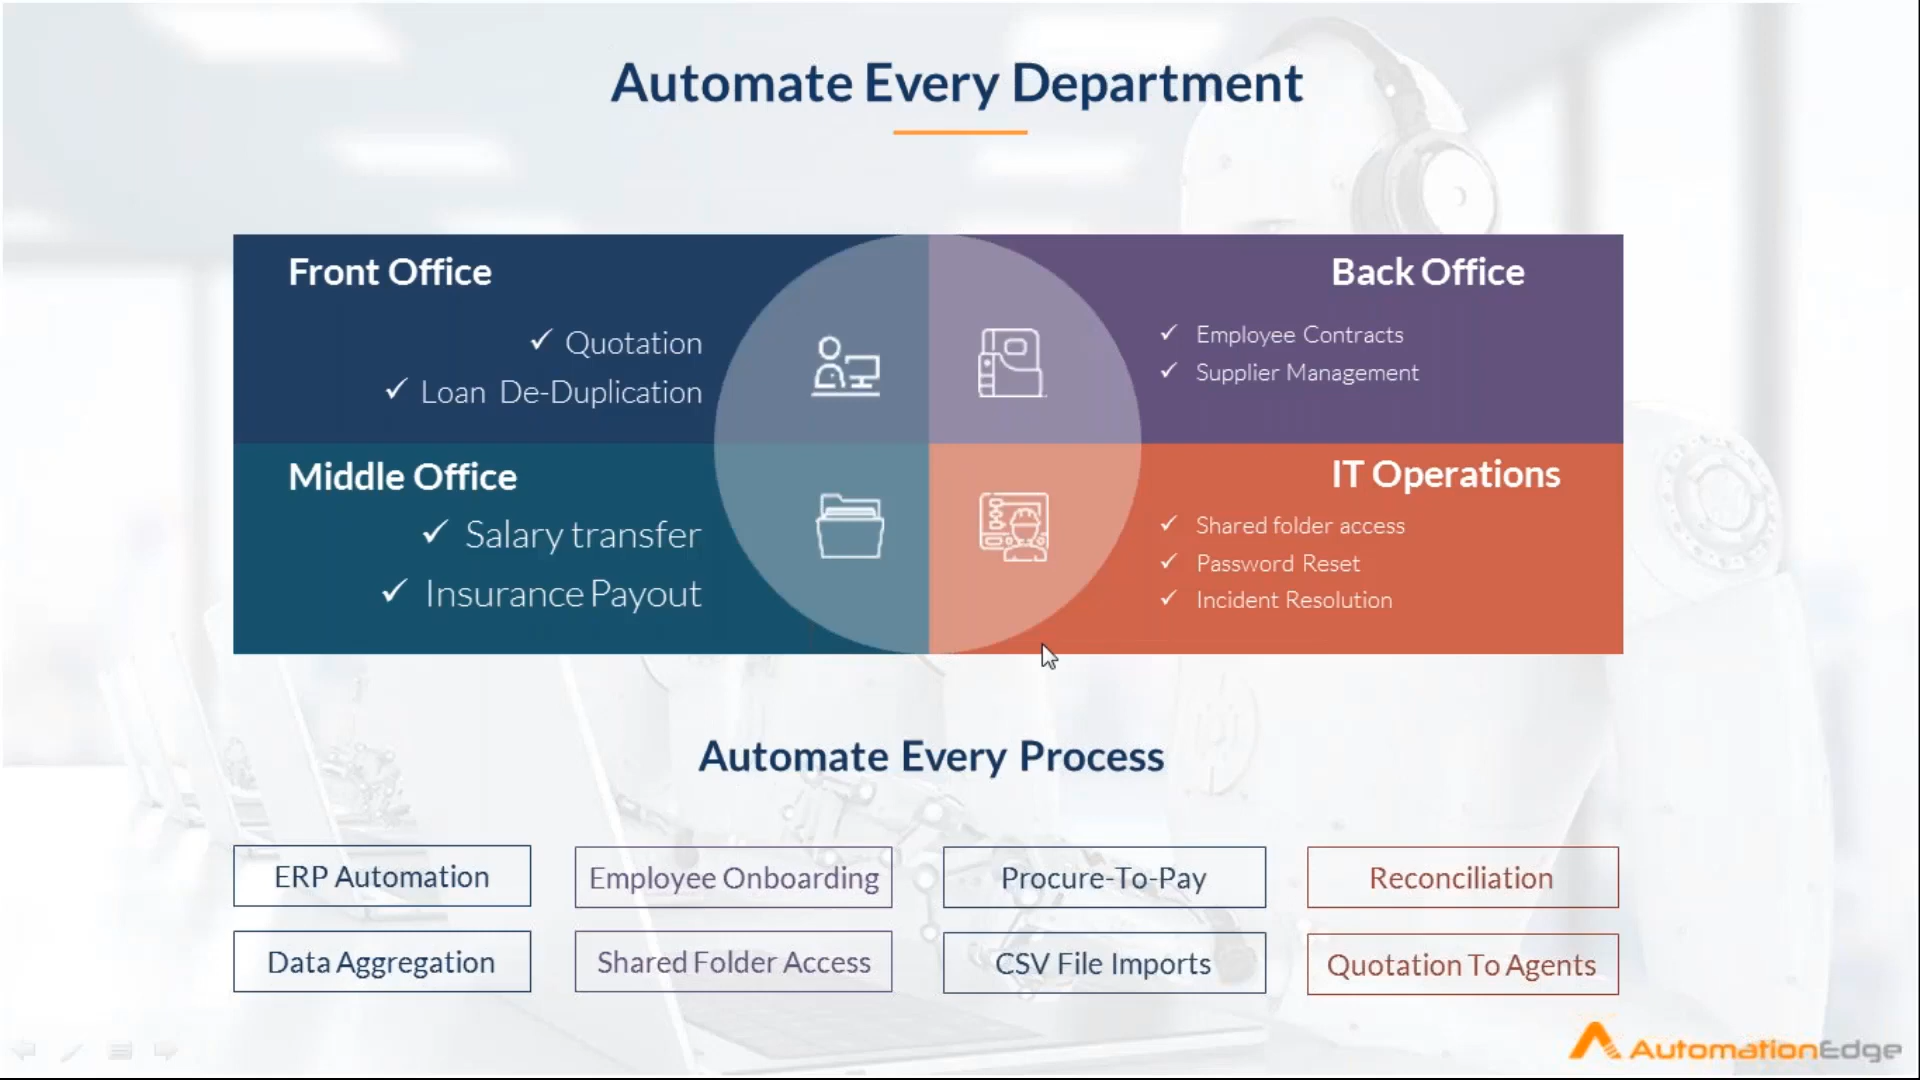 Automate Every Department
Front Office
✓ Quotation
✓ Loan De-Duplication
Back Office
✓ Employee Contracts
✓ Supplier Management
Middle Office
✓ Salary transfer
✓ Insurance Payout
IT Operations
✓ Shared folder access
✓ Password Reset
✓ Incident Resolution
Automate Every Process
ERP Automation
Employee Onboarding
Procure-To-Pay
Reconciliation
Data Aggregation
Shared Folder Access
CSV File Imports
Quotation To Agents
AutomationEdge